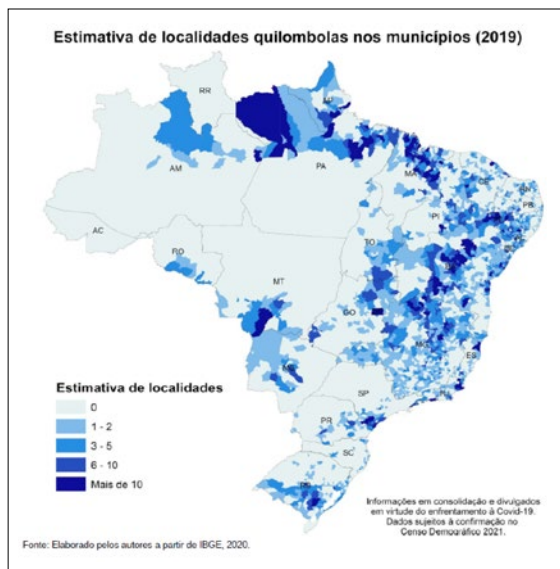 Estimativa de localidades quilombolas nos municípios (2019)
RR
AM
PA
MA
CE
RN
PB
PI
AC
RO
TO
MT
GO
MG
ES
SP
PR
SC
RS
Estimativa de localidades
0
1 - 2
3 - 5
6 - 10
Mais de 10
Informações em consolidação e divulgados
em virtude do enfrentamento à Covid-19.
Dados sujeitos à confirmação no
Censo Demográfico 2021.
Fonte: Elaborado pelos autores a partir de IBGE, 2020.